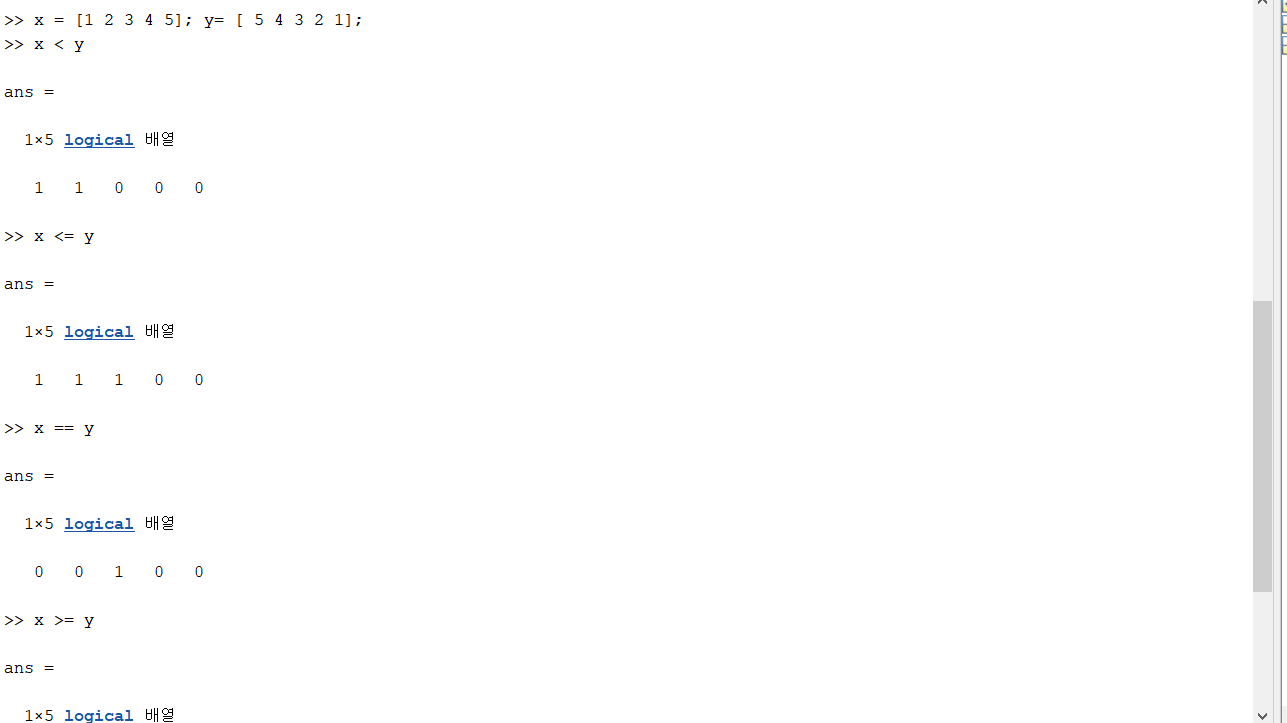 >> x = [1 2 3 4 5]; y= [ 5 4 3 2 1];
>> x < y
ans =
1×5 logical 배열
1 1 0 0 0
>> x <= y
ans =
1×5 logical 배열
1 1 1 0 0
>> x == y
ans =
1×5 logical 배열
0 0 1 0 0
>> x >= y
ans =
1×5 logical 배열